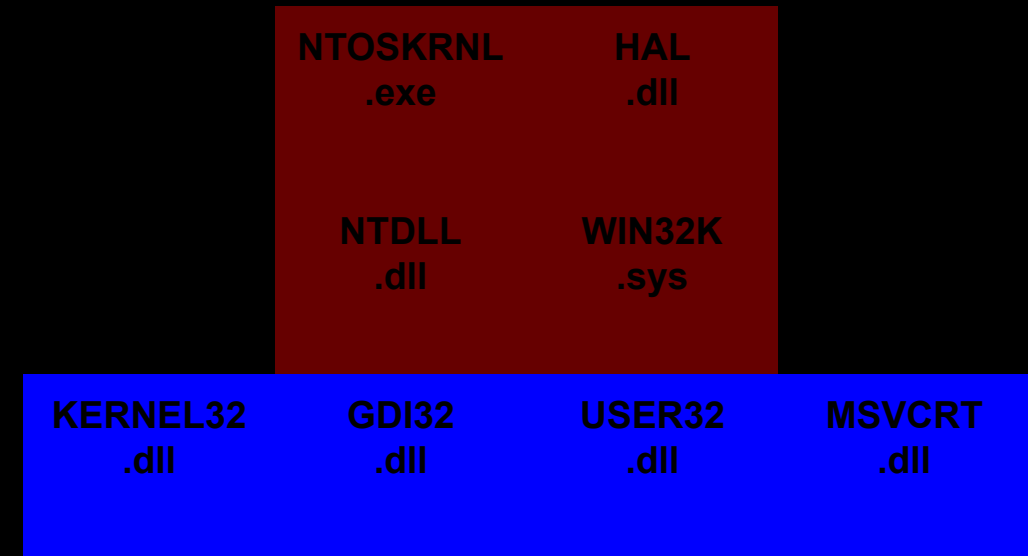 NTOSKRNL
.exe
HAL
.dll
NTDLL
.dll
WIN32K
.sys
KERNEL32
.dll
GDI32
.dll
USER32
.dll
MSVCRT
.dll